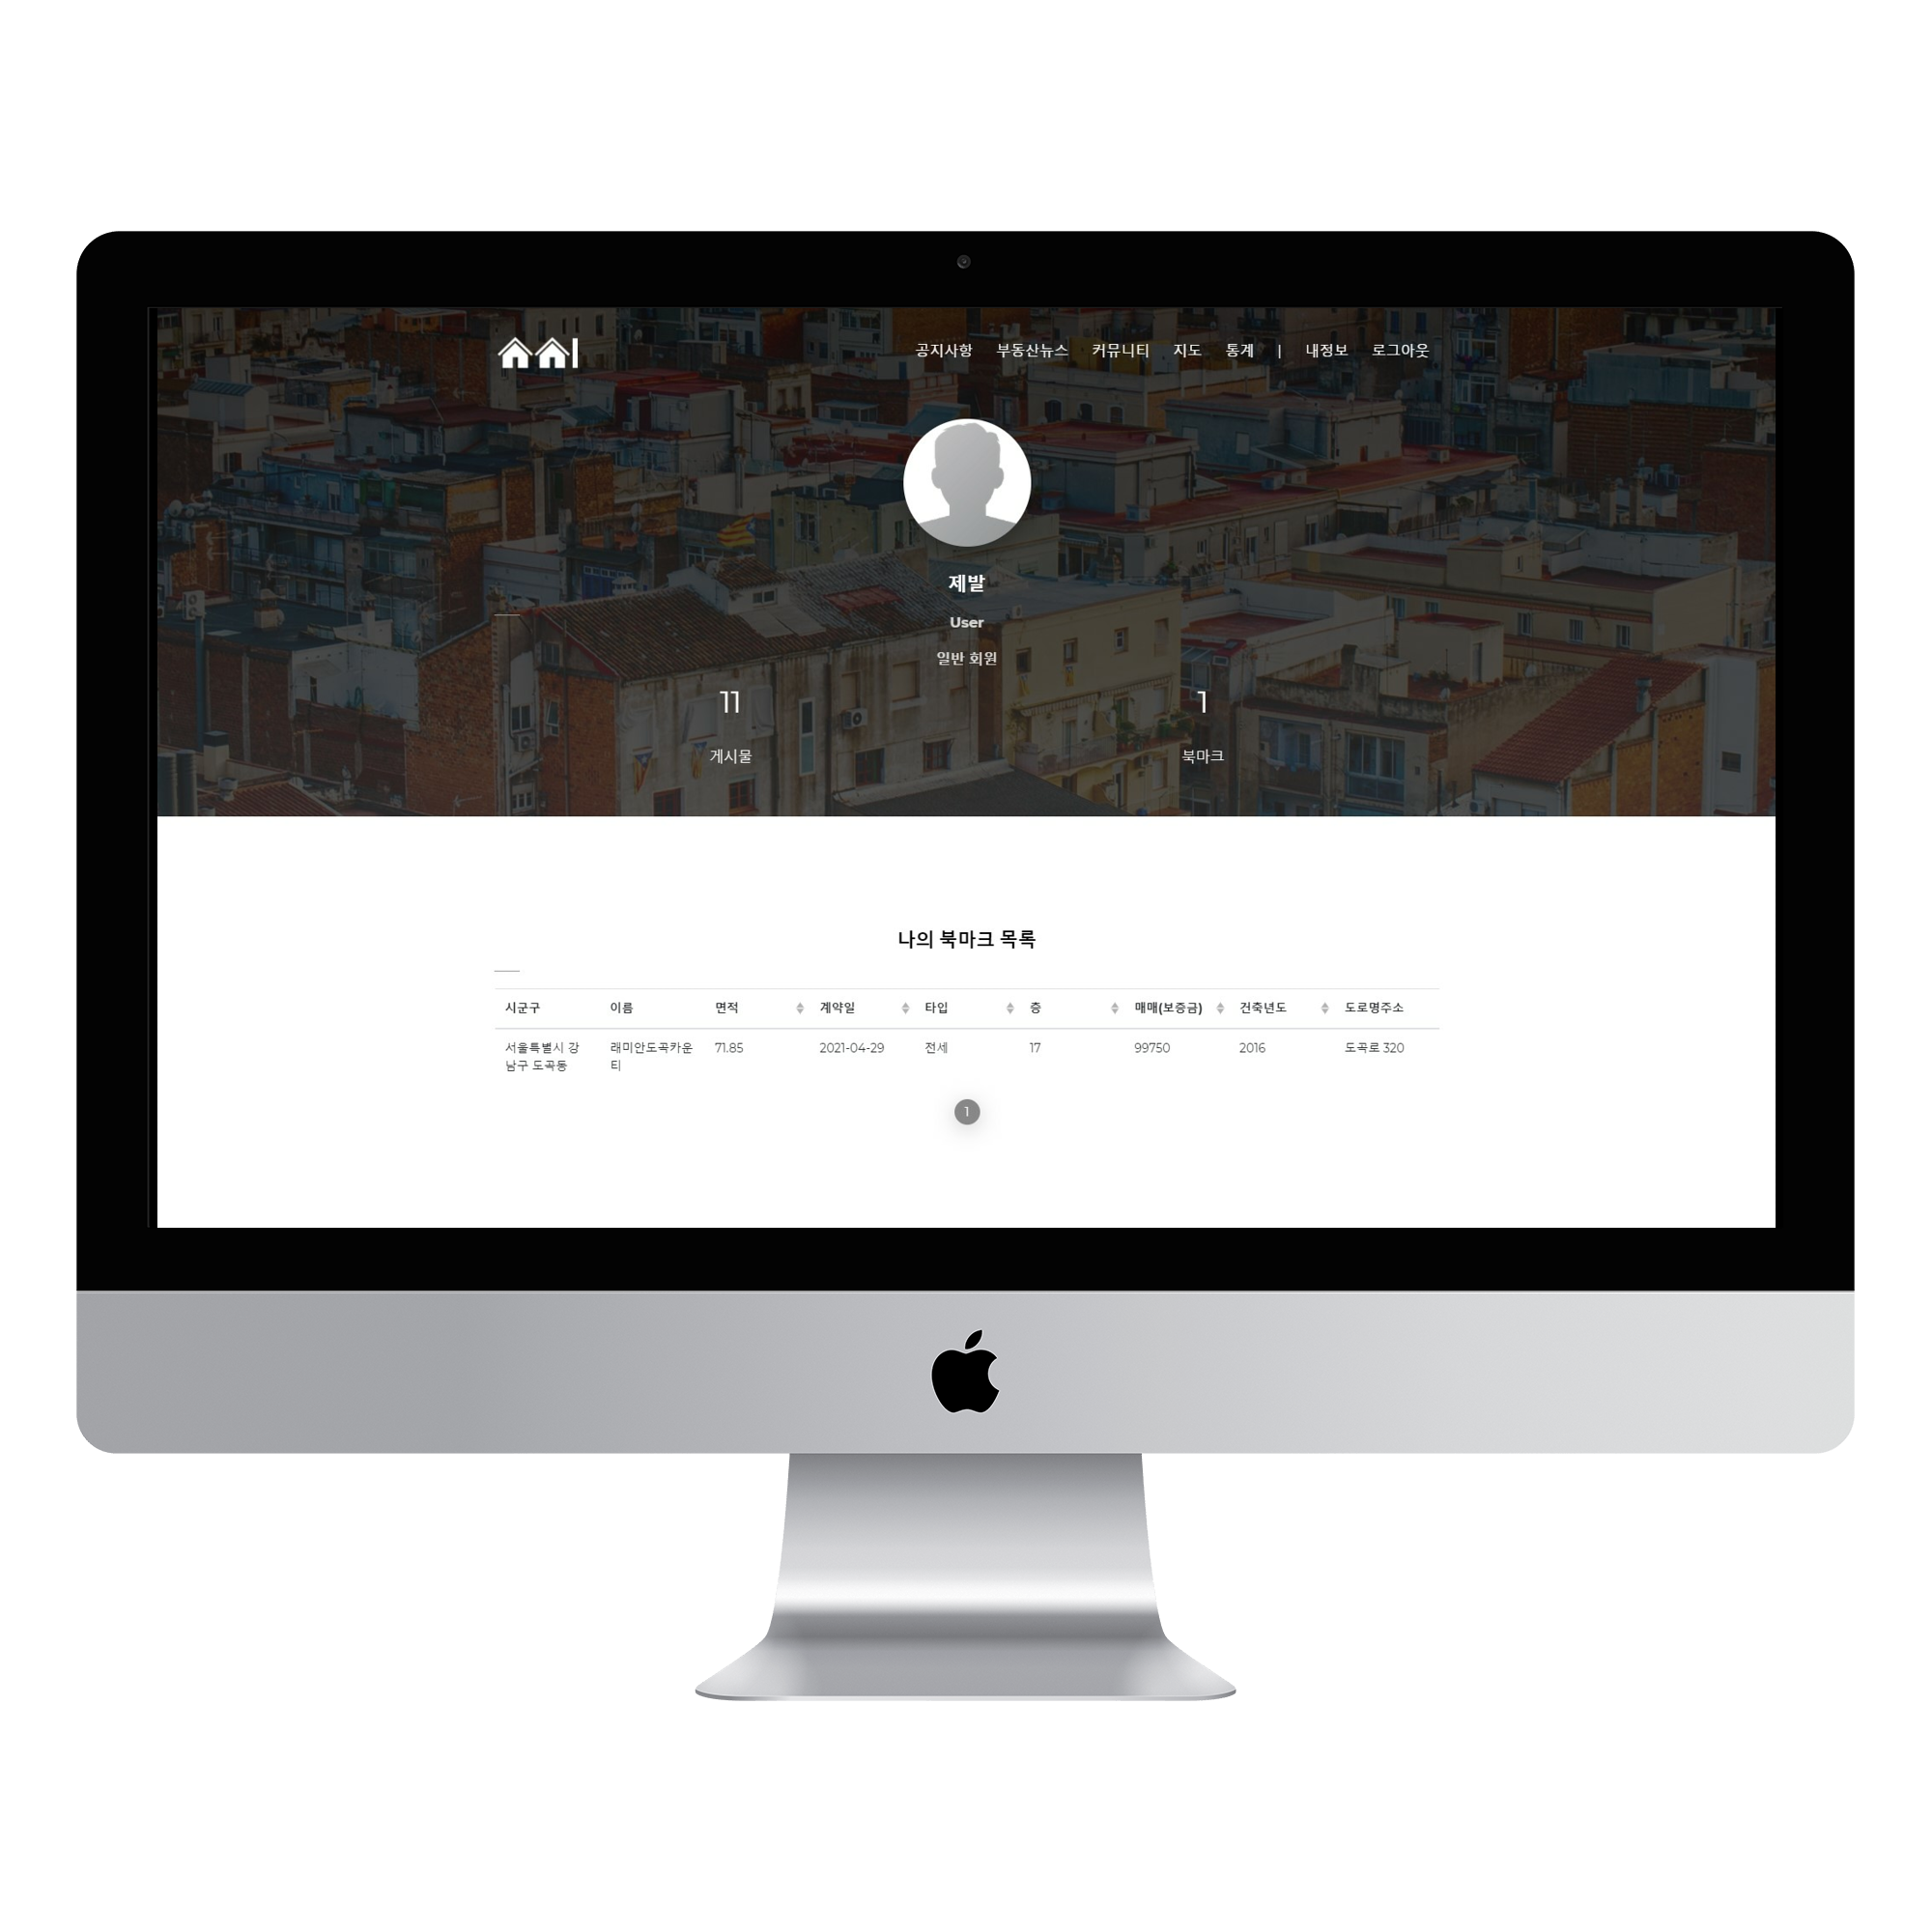 공지사항 부동산뉴스 커뮤니티 지도 통계 | 내정보 로그아웃
제발
User
일반 회원
11 1
게시물 북마크
나의 북마크 목록
시군구 이름 면적 계약일 타입 층 매매(보증금) 건축년도 도로명주소
서울특별시 강 래미안도곡카운 71.85 2021-04-29 전세 17 99750 2016 도곡로 320
남구 도곡동 티
1